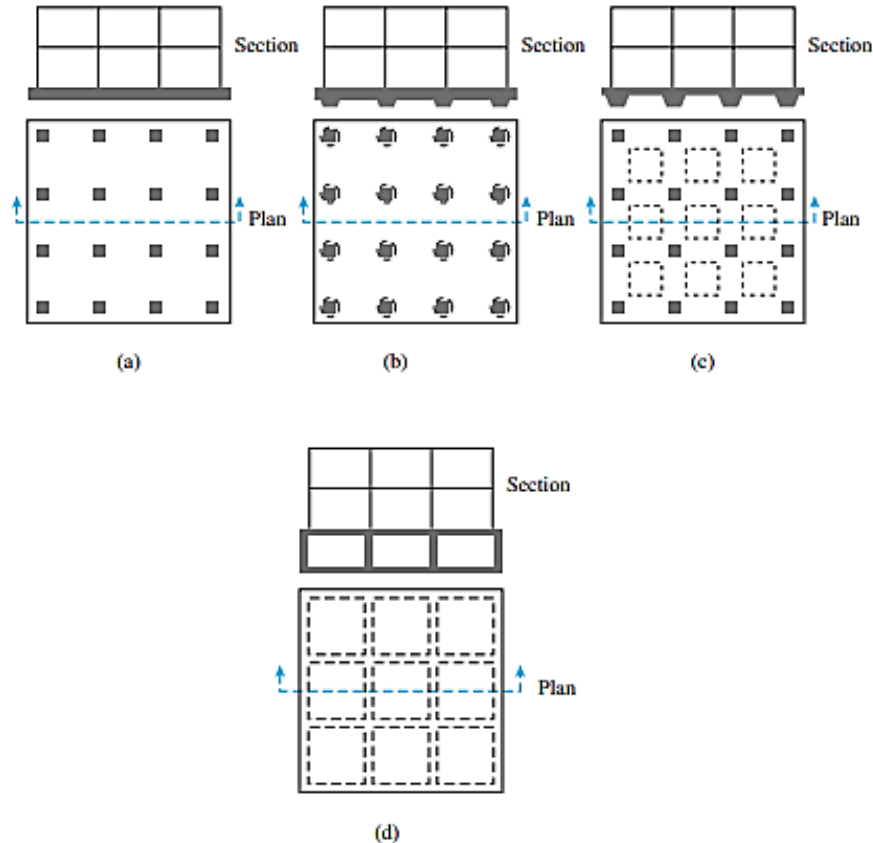 Section
Section
Section
Plan
Plan
Plan
(a)
(b)
(c)
Section
Plan
(d)